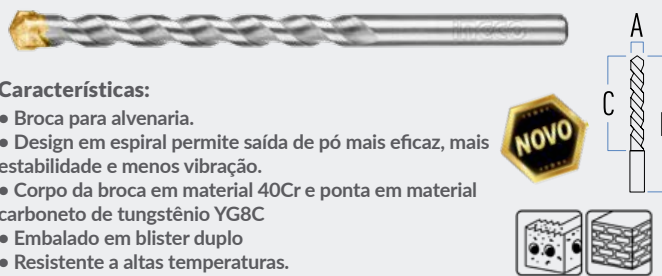 INGCO
A
Características:
● Broca para alvenaria.
C
● Design em espiral permite saída de pó mais eficaz, mais
NOVO
estabilidade e menos vibração.
● Corpo da broca em material 40Cr e ponta em material
carboneto de tungstênio YG8C
● Embalado em blister duplo
● Resistente a altas temperaturas.